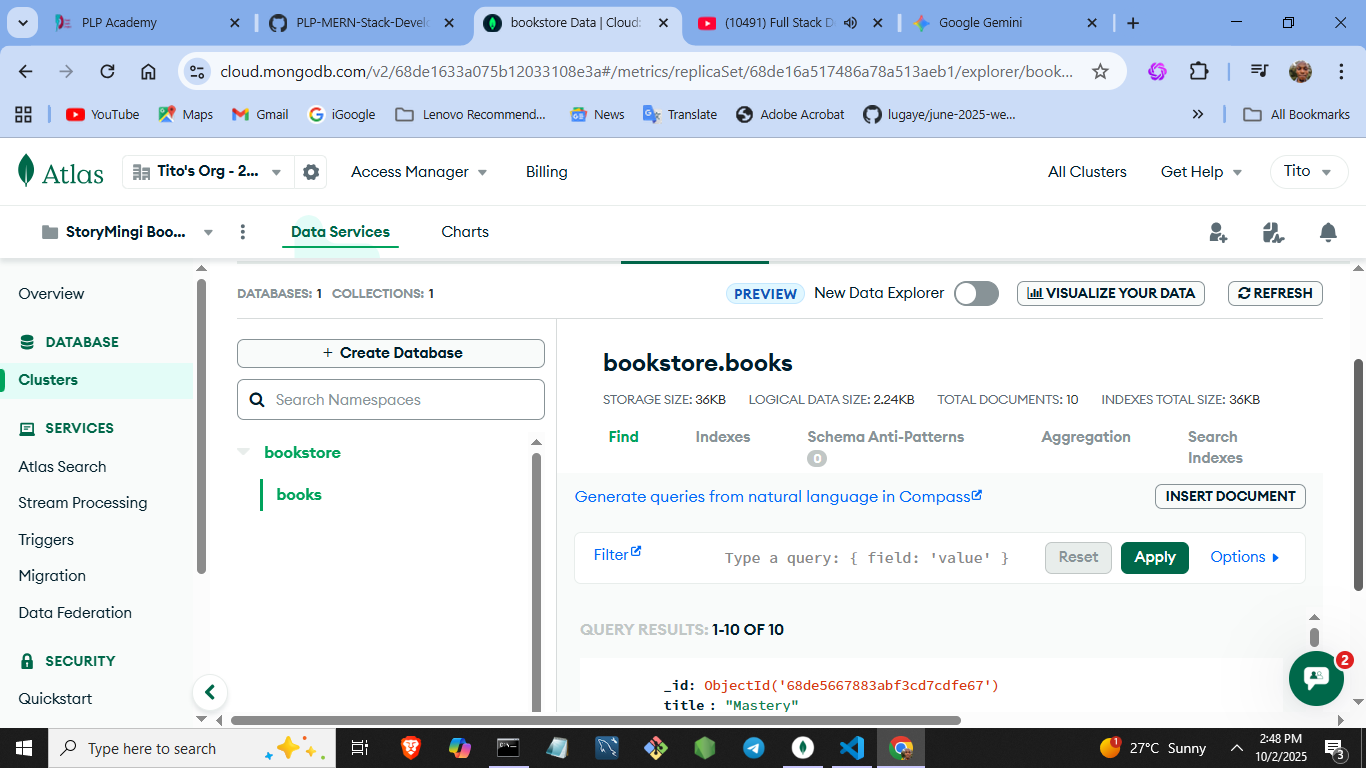 PLP Academy
PLP-MERN-Stack-Develo
bookstore Data | Cloud:
(10491) Full Stack D
Google Gemini
cloud.mongodb.com/v2/68de1633a075b12033108e3a#/metrics/replicaSet/68de16a517486a78a513aeb1/explorer/book...
YouTube
Maps
Gmail
iGoogle
Lenovo Recommend...
News
Translate
Adobe Acrobat
lugaye/june-2025-we...
»
All Bookmarks
Atlas
Tito's Org - 2...
Access Manager
Billing
All Clusters
Get Help
Tito
StoryMingi Boo...
Data Services
Charts
Overview
DATABASE
Clusters
SERVICES
Atlas Search
Stream Processing
Triggers
Migration
Data Federation
SECURITY
Quickstart
DATABASES: 1 COLLECTIONS: 1
PREVIEW New Data Explorer
VISUALIZE YOUR DATA
REFRESH
+ Create Database
Search Namespaces
bookstore
books
bookstore.books
STORAGE SIZE: 36KB LOGICAL DATA SIZE: 2.24KB TOTAL DOCUMENTS: 10 INDEXES TOTAL SIZE: 36KB
Find
Indexes
Schema Anti-Patterns
0
Aggregation
Search
Indexes
Generate queries from natural language in Compass
INSERT DOCUMENT
Filter
Type a query: { field: 'value' }
Reset
Apply
Options
QUERY RESULTS: 1-10 OF 10
_id: ObjectId('68de5667883abf3cd7cdfe67')
title : "Mastery"
2
Type here to search
1
27°C Sunny
2:48 PM
10/2/2025
3